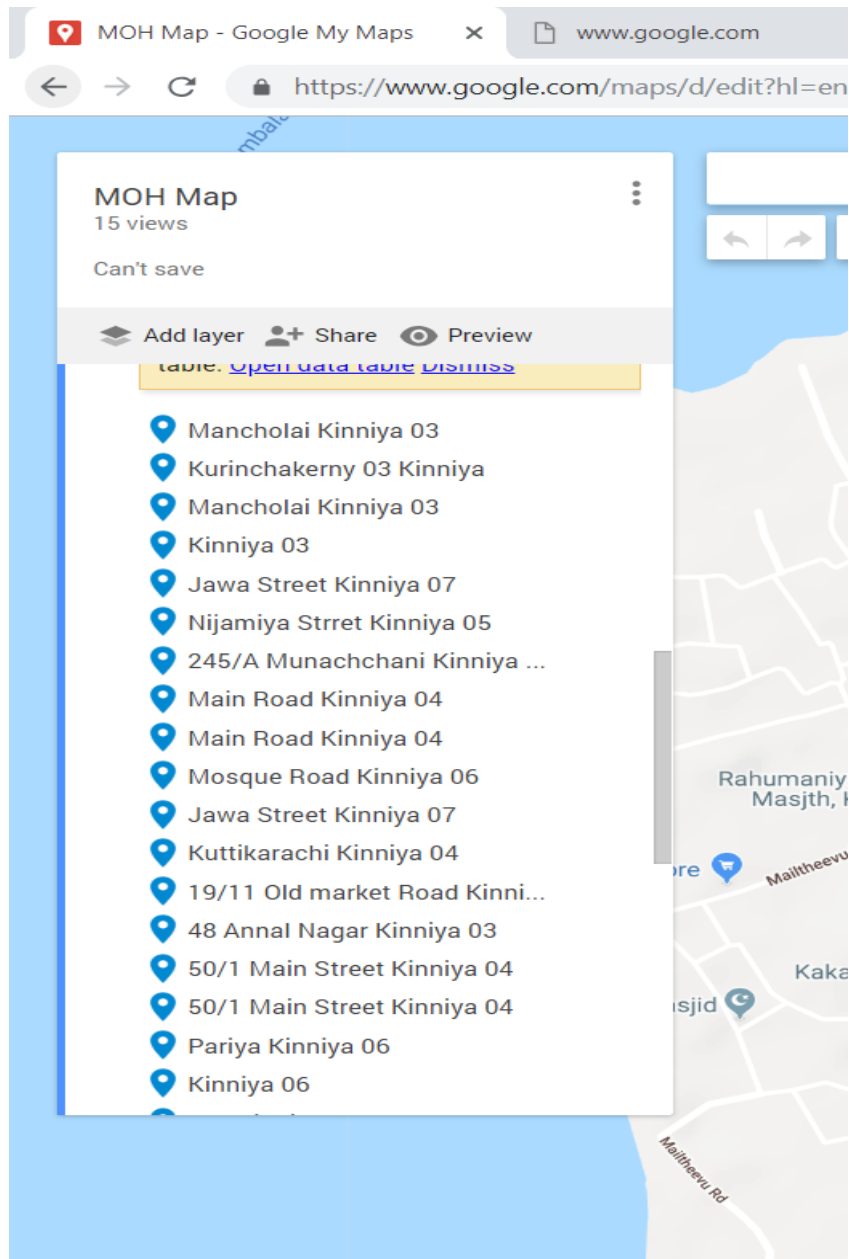 MOH Map - Google My Maps
www.google.com
https://www.google.com/maps/d/edit?hl=en
MOH Map
15 views
Can't save
Add layer Share Preview
table. Open data table Dismiss
Mancholai Kinniya 03
Kurinchakerny 03 Kinniya
Mancholai Kinniya 03
Kinniya 03
Jawa Street Kinniya 07
Nijamiya Strret Kinniya 05
245/A Munachchani Kinniya ...
Main Road Kinniya 04
Main Road Kinniya 04
Mosque Road Kinniya 06
Jawa Street Kinniya 07
Kuttikarachi Kinniya 04
19/11 Old market Road Kinni...
48 Annal Nagar Kinniya 03
50/1 Main Street Kinniya 04
50/1 Main Street Kinniya 04
Pariya Kinniya 06
Kinniya 06
Rahumaniy
Masjth,
Mailtheevu
Kaka
Mailtheevu Rd